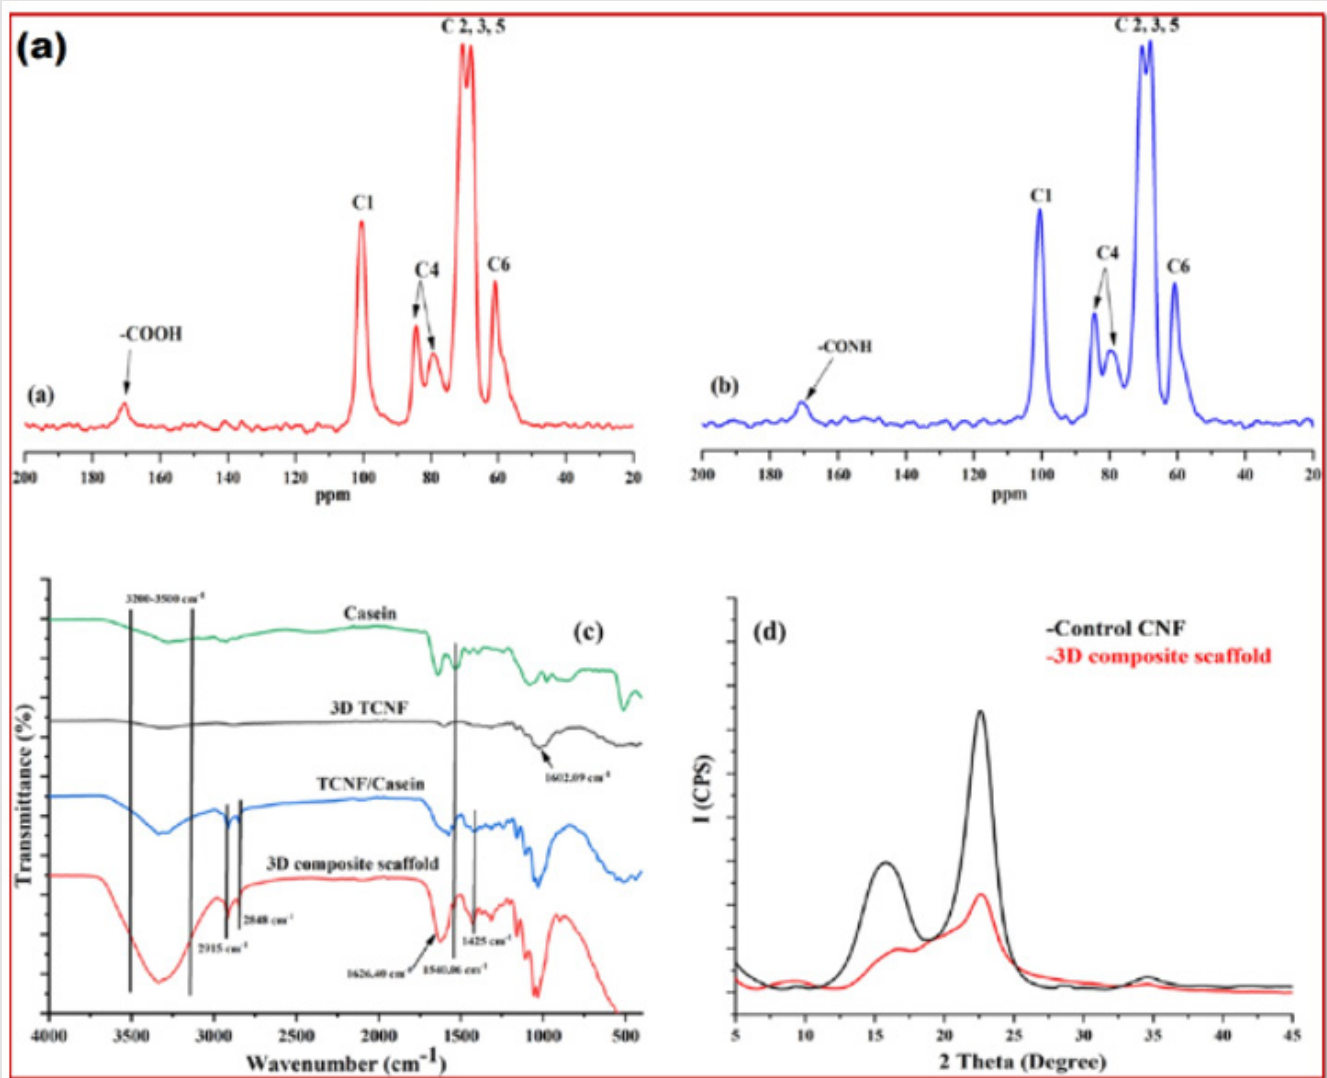 (a)
C 2, 3, 5
C1
C4
C6
-COOH
(a)
200 180 160 140 120 100 80 60 40 20
ppm
C 2, 3, 5
C1
C4
C6
-CONH
(b)
200 180 160 140 120 100 80 60 40 20
ppm
3200-3500 cm-1
Casein
(c)
3D TCNF
1602.09 cm-1
TCNF/Casein
3D composite scaffold
2848 cm-1
2915 cm-1
1425 cm-1
1626.40 cm-1
1540.06 cm-1
Transmittance (%)
4000 3500 3000 2500 2000 1500 1000 500
Wavenumber (cm-1)
(d)
-Control CNF
-3D composite scaffold
I (CPS)
5 10 15 20 25 30 35 40 45
2 Theta (Degree)